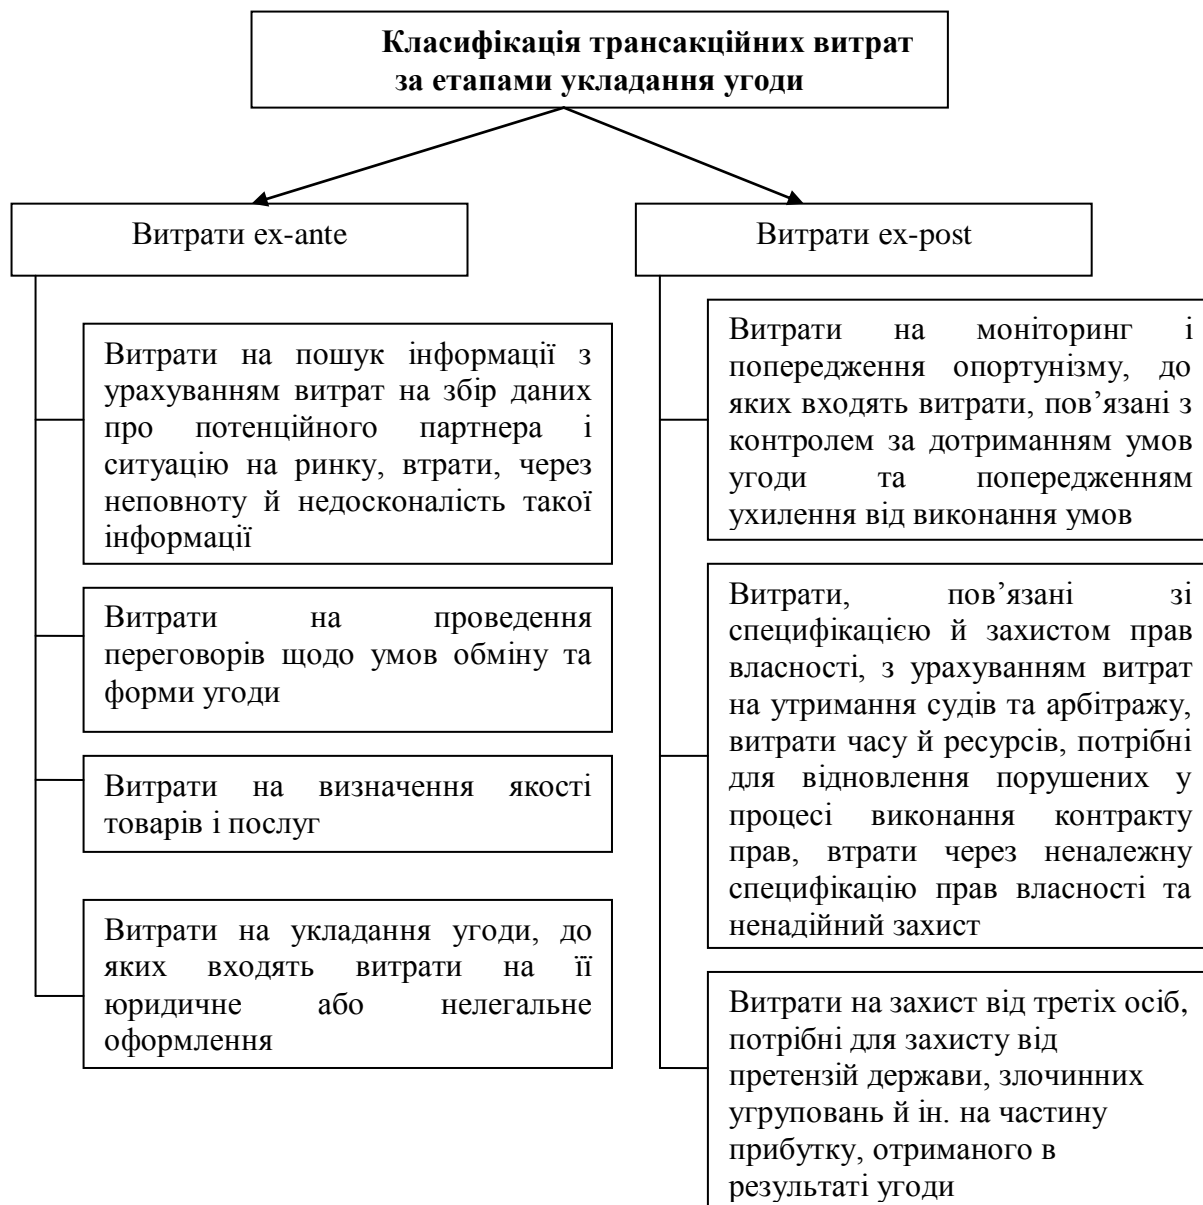 Класифікація трансакційних витрат
за етапами укладання угоди
Витрати ex-ante
Витрати на пошук інформації з
урахуванням витрат на збір даних
про потенційного партнера і
ситуацію на ринку, втрати, через
неповноту й недосконалість такої
інформації
Витрати на проведення
переговорів щодо умов обміну та
форми угоди
Витрати на визначення якості
товарів і послуг
Витрати на укладання угоди, до
яких входять витрати на її
юридичне або нелегальне
оформлення
Витрати ex-post
Витрати на моніторинг і
попередження опортунізму, до
яких входять витрати, пов’язані з
контролем за дотриманням умов
угоди та попередженням
ухилення від виконання умов
Витрати, пов’язані зі
специфікацією й захистом прав
власності, з урахуванням витрат
на утримання судів та арбітражу,
витрати часу й ресурсів, потрібні
для відновлення порушених у
процесі виконання контракту
прав, втрати через неналежну
специфікацію прав власності та
ненадійний захист
Витрати на захист від третіх осіб,
потрібні для захисту від
претензій держави, злочинних
угруповань й ін. на частину
прибутку, отриманого в
результаті угоди